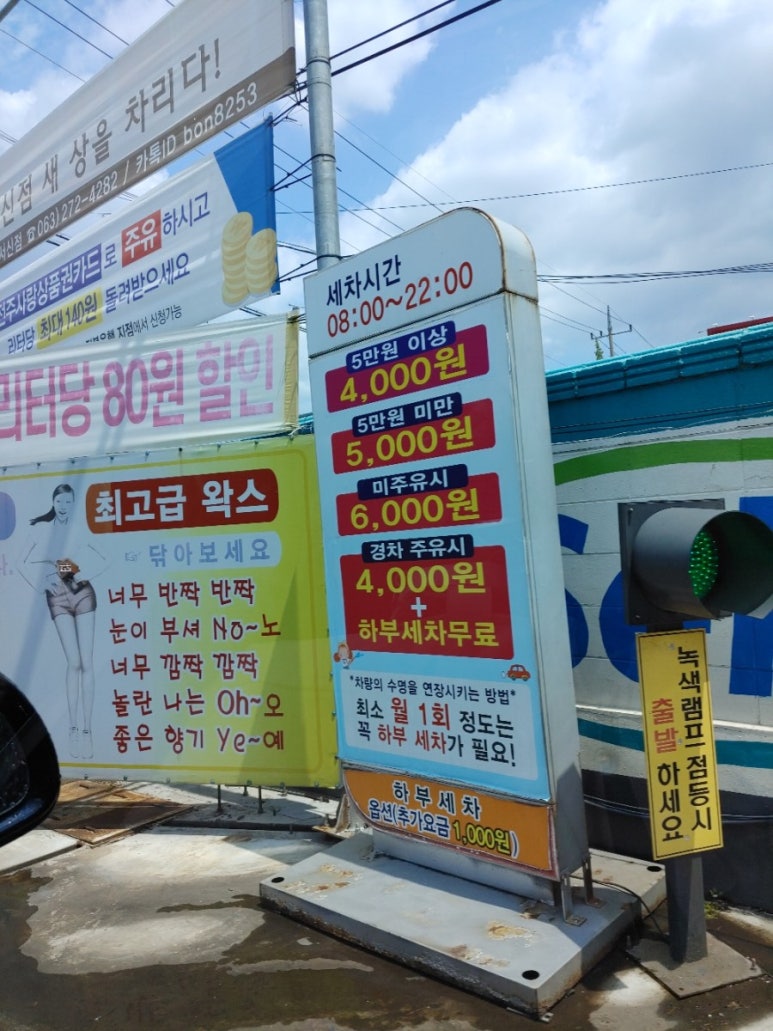 신점 새 상을 차리다!
서신점 ☎ 063) 272-4282 / 카톡ID bon8253
전주사랑상품권카드로 주유하시고
리터당 최대 140원 돌려받으세요
지점에서 신청가능
리터당 80원 할인
최고급 왁스
☞ 닦아보세요
너무 반짝 반짝
눈이 부셔 No~노
너무 깜짝 깜짝
놀란 나는 Oh~오
좋은 향기 Ye~예
세차시간
08:00~22:00
5만원 이상
4,000원
5만원 미만
5,000원
미주유시
6,000원
경차 주유시
4,000원
+
하부세차무료
*차량의 수명을 연장시키는 방법*
최소 월 1회 정도는
꼭 하부 세차가 필요!
하부세차
옵션(추가요금 1,000원)
녹색램프 점등시
출발하세요